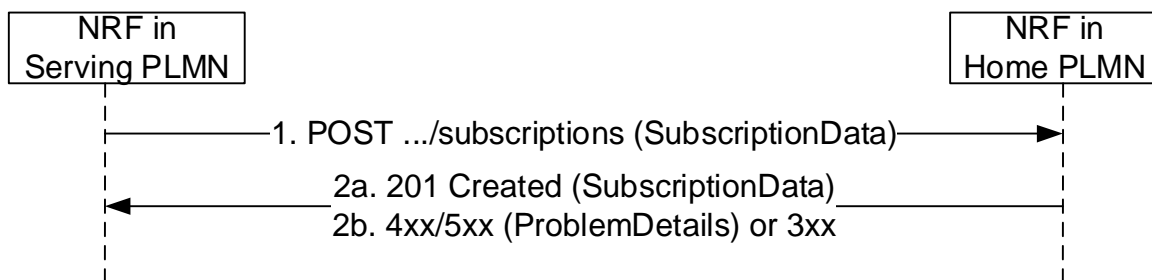 NRF in
Serving PLMN
NRF in
Home PLMN
1. POST .../subscriptions (SubscriptionData)
2a. 201 Created (SubscriptionData)
2b. 4xx/5xx (ProblemDetails) or 3xx